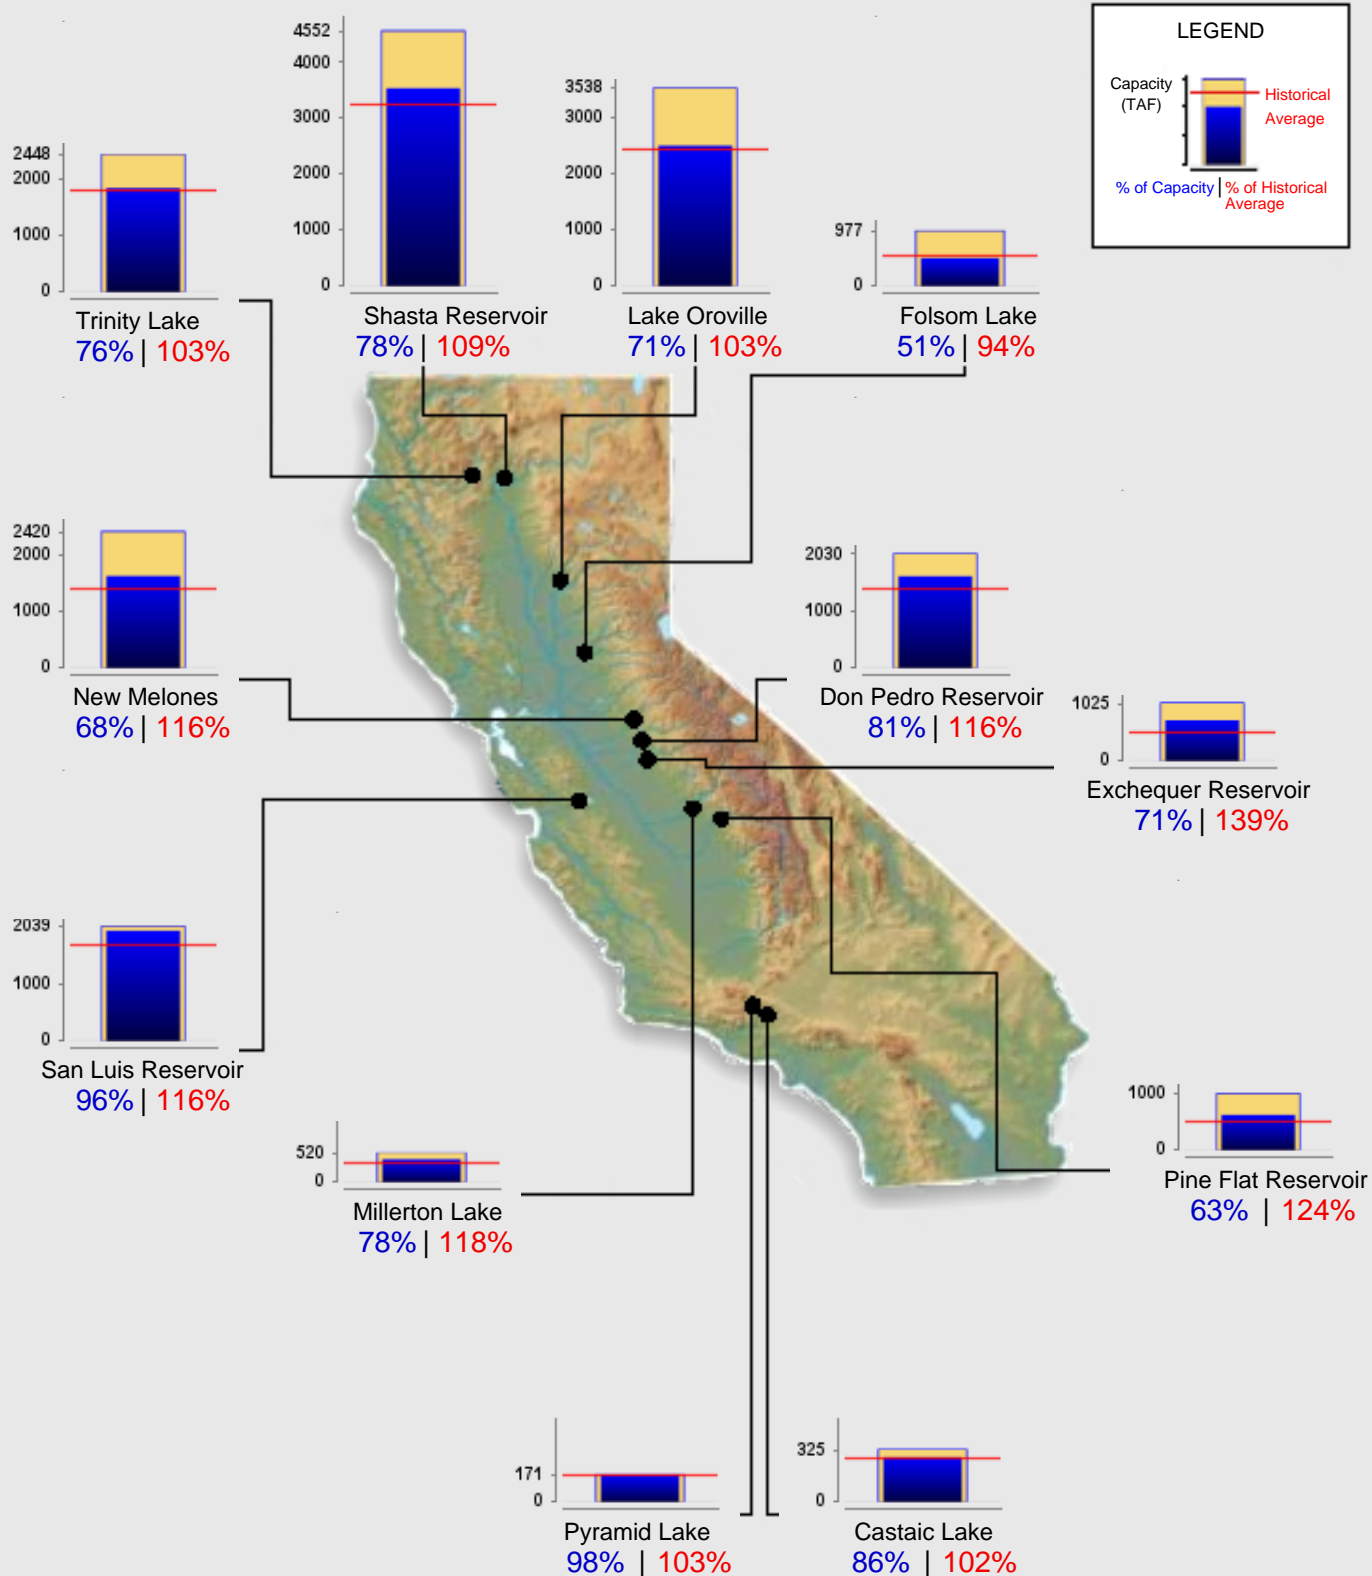 LEGEND
Capacity
(TAF)
Historical
Average
% of Capacity | % of Historical
Average
4552
4000
3000
2000
1000
0
Shasta Reservoir
78% | 109%
3538
3000
2000
1000
0
Lake Oroville
71% | 103%
2448
2000
1000
0
Trinity Lake
76% | 103%
977
0
Folsom Lake
51% | 94%
2420
2000
1000
0
New Melones
68% | 116%
2030
1000
0
Don Pedro Reservoir
81% | 116%
1025
0
Exchequer Reservoir
71% | 139%
2039
1000
0
San Luis Reservoir
96% | 116%
520
0
Millerton Lake
78% | 118%
1000
0
Pine Flat Reservoir
63% | 124%
171
0
Pyramid Lake
98% | 103%
325
0
Castaic Lake
86% | 102%